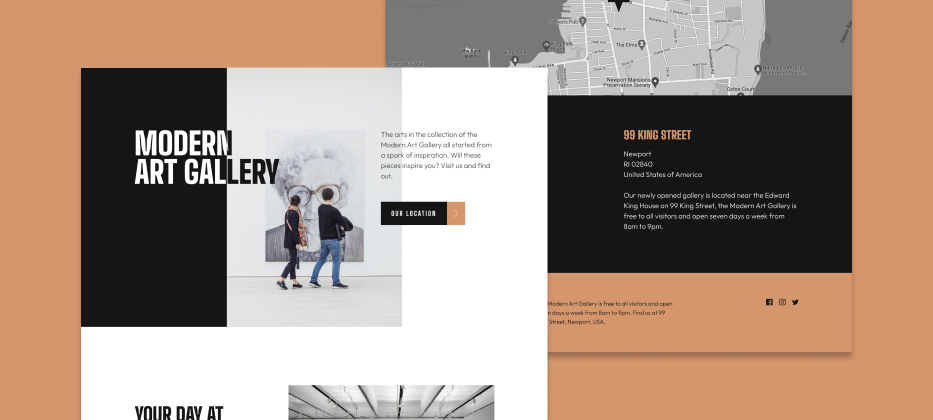 Stevens Pub
King Park
The Elms
Newport Mansions
Preservation Society
Ochre Court
MODERN
ART GALLERY
The arts in the collection of the
Modern Art Gallery all started from
a spark of inspiration. Will these
pieces inspire you? Visit us and find
out.
OUR LOCATION
YOUR DAY AT
99 KING STREET
Newport
RI 02840
United States of America
Our newly opened gallery is located near the Edward
King House on 99 King Street, the Modern Art Gallery is
free to all visitors and open seven days a week from
8am to 9pm.
Modern Art Gallery is free to all visitors and open
n days a week from 8am to 9pm. Find us at 99
Street, Newport, USA.